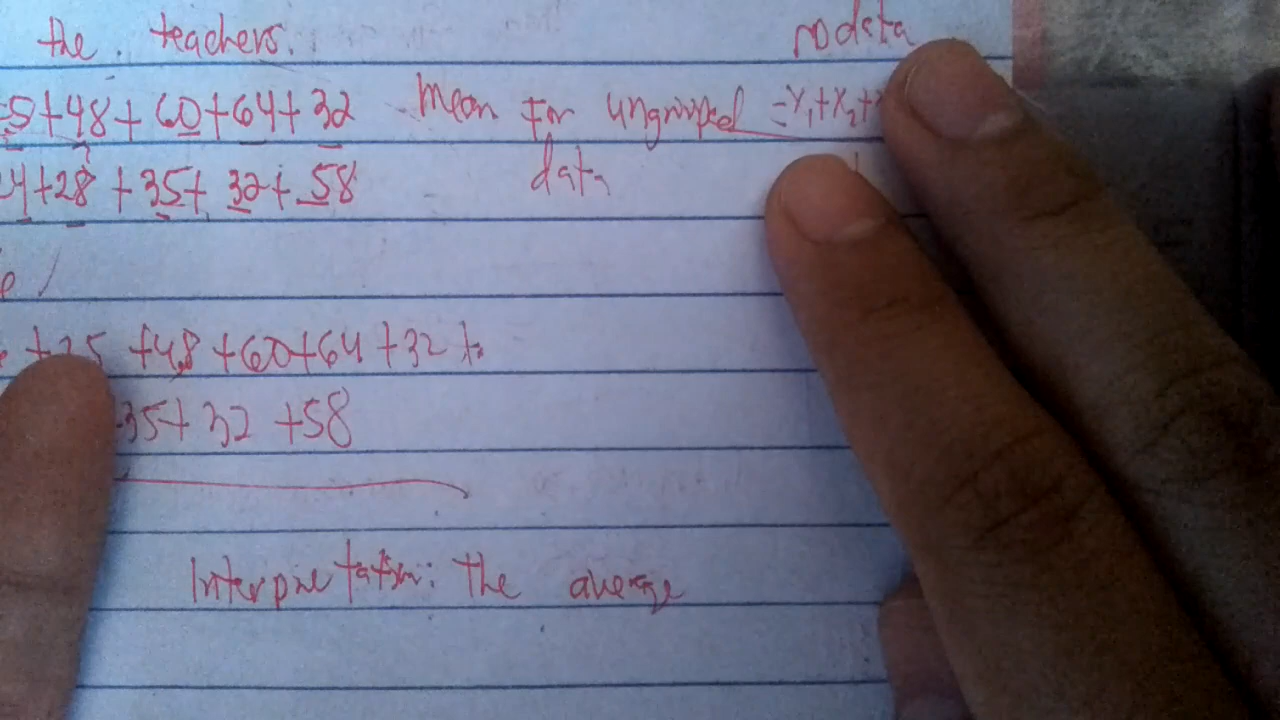 the . teachers. no data
5+48+60+64+32 Mean For ungrouped =X₁+X₂+
4+28+35+32+58 data
+25 +48+60+64+32+
35+32+58
Interpretation: The average